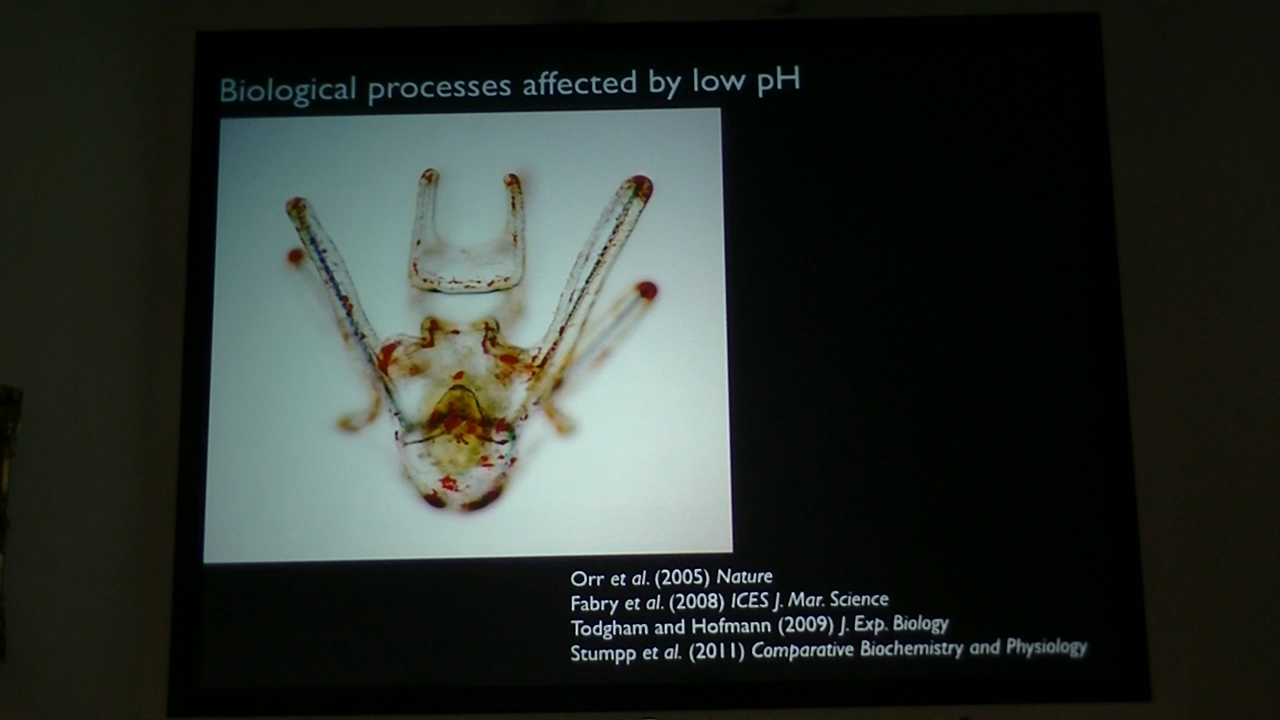 Biological processes affected by low pH
Orr et al. (2005) Nature
Fabry et al. (2008) ICES J. Mar. Science
Todgham and Hofmann (2009) J. Exp. Biology
Stumpp et al. (2011) Comparative Biochemistry and Physiology